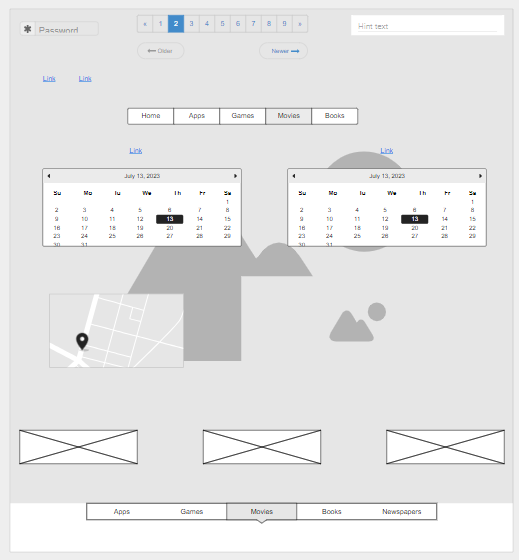 Password
« 1 2 3 4 5 6 7 8 9 »
Hint text
Older
Newer
Link Link
Home Apps Games Movies Books
Link
Link
July 13, 2023
Su Mo Tu We Th Fr Sa
1
2 3 4 5 6 7 8
9 10 11 12 13 14 15
16 17 18 19 20 21 22
23 24 25 26 27 28 29
30 31
July 13, 2023
Su Mo Tu We Th Fr Sa
1
2 3 4 5 6 7 8
9 10 11 12 13 14 15
16 17 18 19 20 21 22
23 24 25 26 27 28 29
30 31
Apps Games Movies Books Newspapers